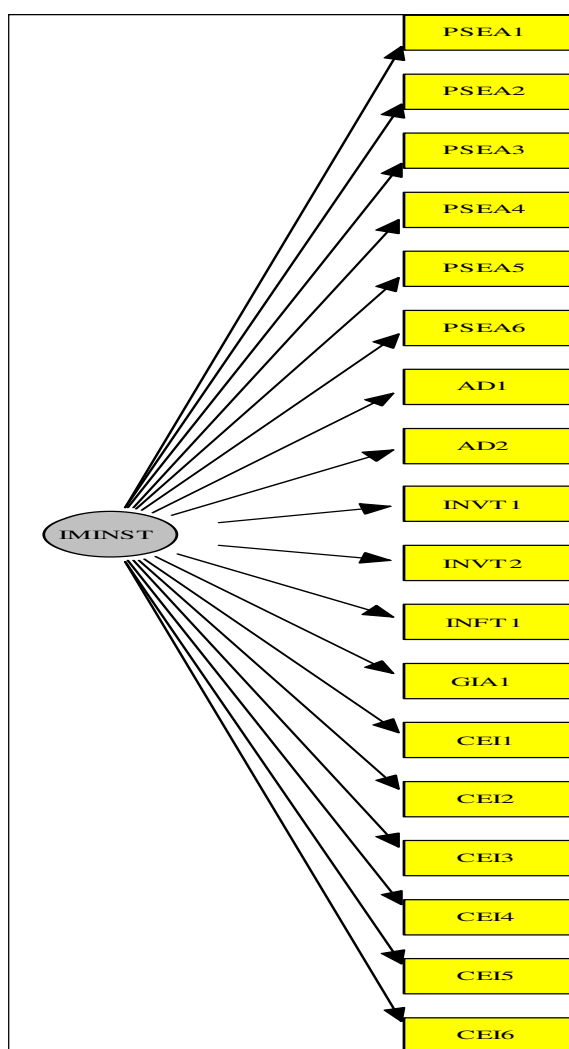 PSEA1
PSEA2
PSEA3
PSEA4
PSEA5
PSEA6
AD1
AD2
INVT1
IMINST
INVT2
INFT1
GIA1
CEI1
CEI2
CEI3
CEI4
CEI5
CEI6